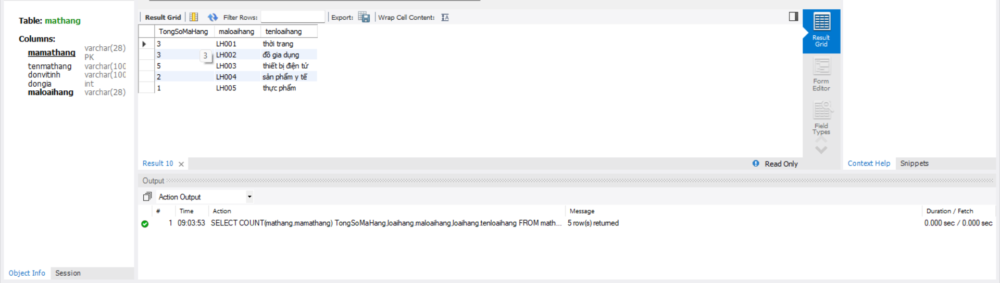 Table: mathang
Columns:
mamathang varchar(28) PK
tenmathang varchar(100
donvitinh varchar(100
dongia int
maloaihang varchar(28)
Object Info Session
Result Grid Filter Rows: Export: Wrap Cell Content:
TongSoMaHang maloaihang tenloaihang
3 LH001 thời trang
3 LH002 đồ gia dụng
3
5 LH003 thiết bị điện tử
2 LH004 sản phẩm y tế
1 LH005 thực phẩm
Result Grid
Form Editor
Field Types
Result 10 Read Only
Context Help Snippets
Output
Action Output
# Time Action Message Duration / Fetch
1 09:03:53 SELECT COUNT(mathang.mamathang) TongSoMaHang,loaihang.maloaihang,loaihang.tenloaihang FROM math... 5 row(s) returned 0.000 sec / 0.000 sec